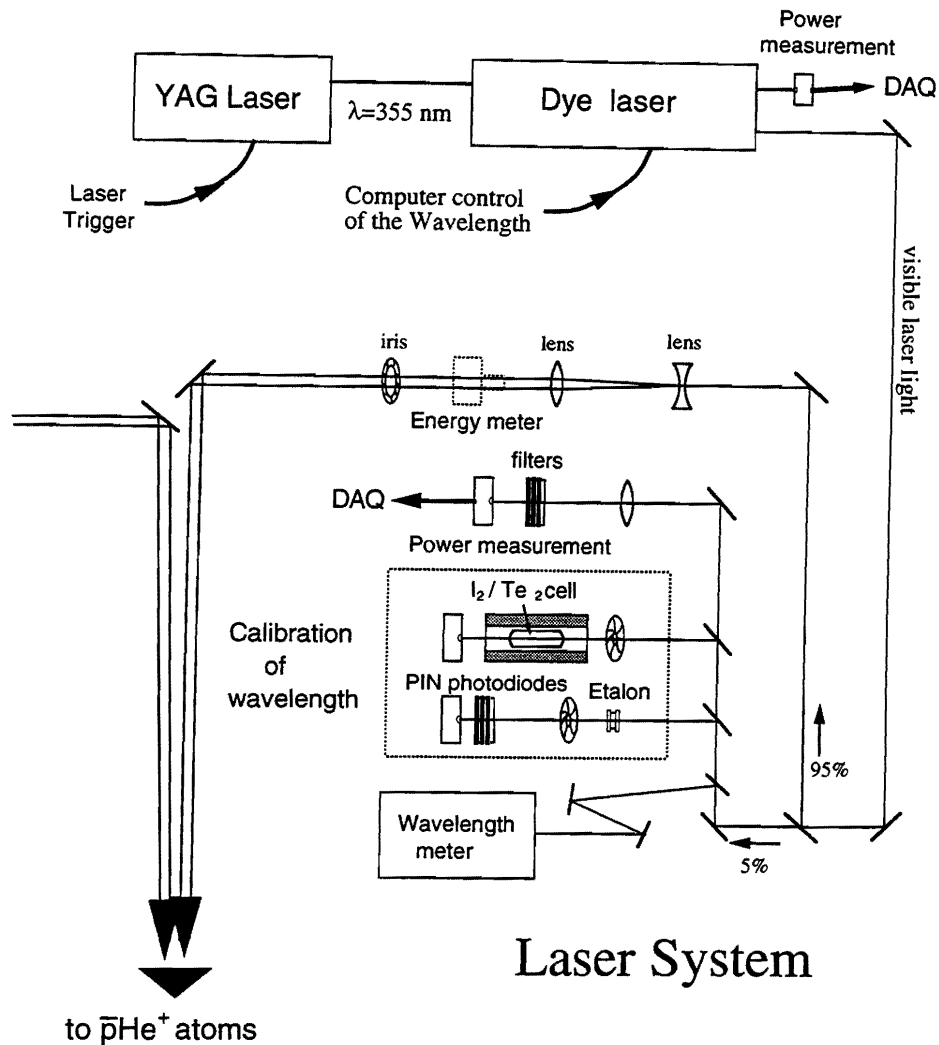 Power
measurement
YAG Laser
λ=355 nm
Dye laser
DAQ
Laser
Trigger
Computer control
of the Wavelength
visible laser light
iris
lens
lens
Energy meter
filters
DAQ
Power measurement
I₂ / Te ₂cell
Calibration
of
wavelength
PIN photodiodes
Etalon
95%
Wavelength
meter
5%
Laser System
to p̅He⁺ atoms